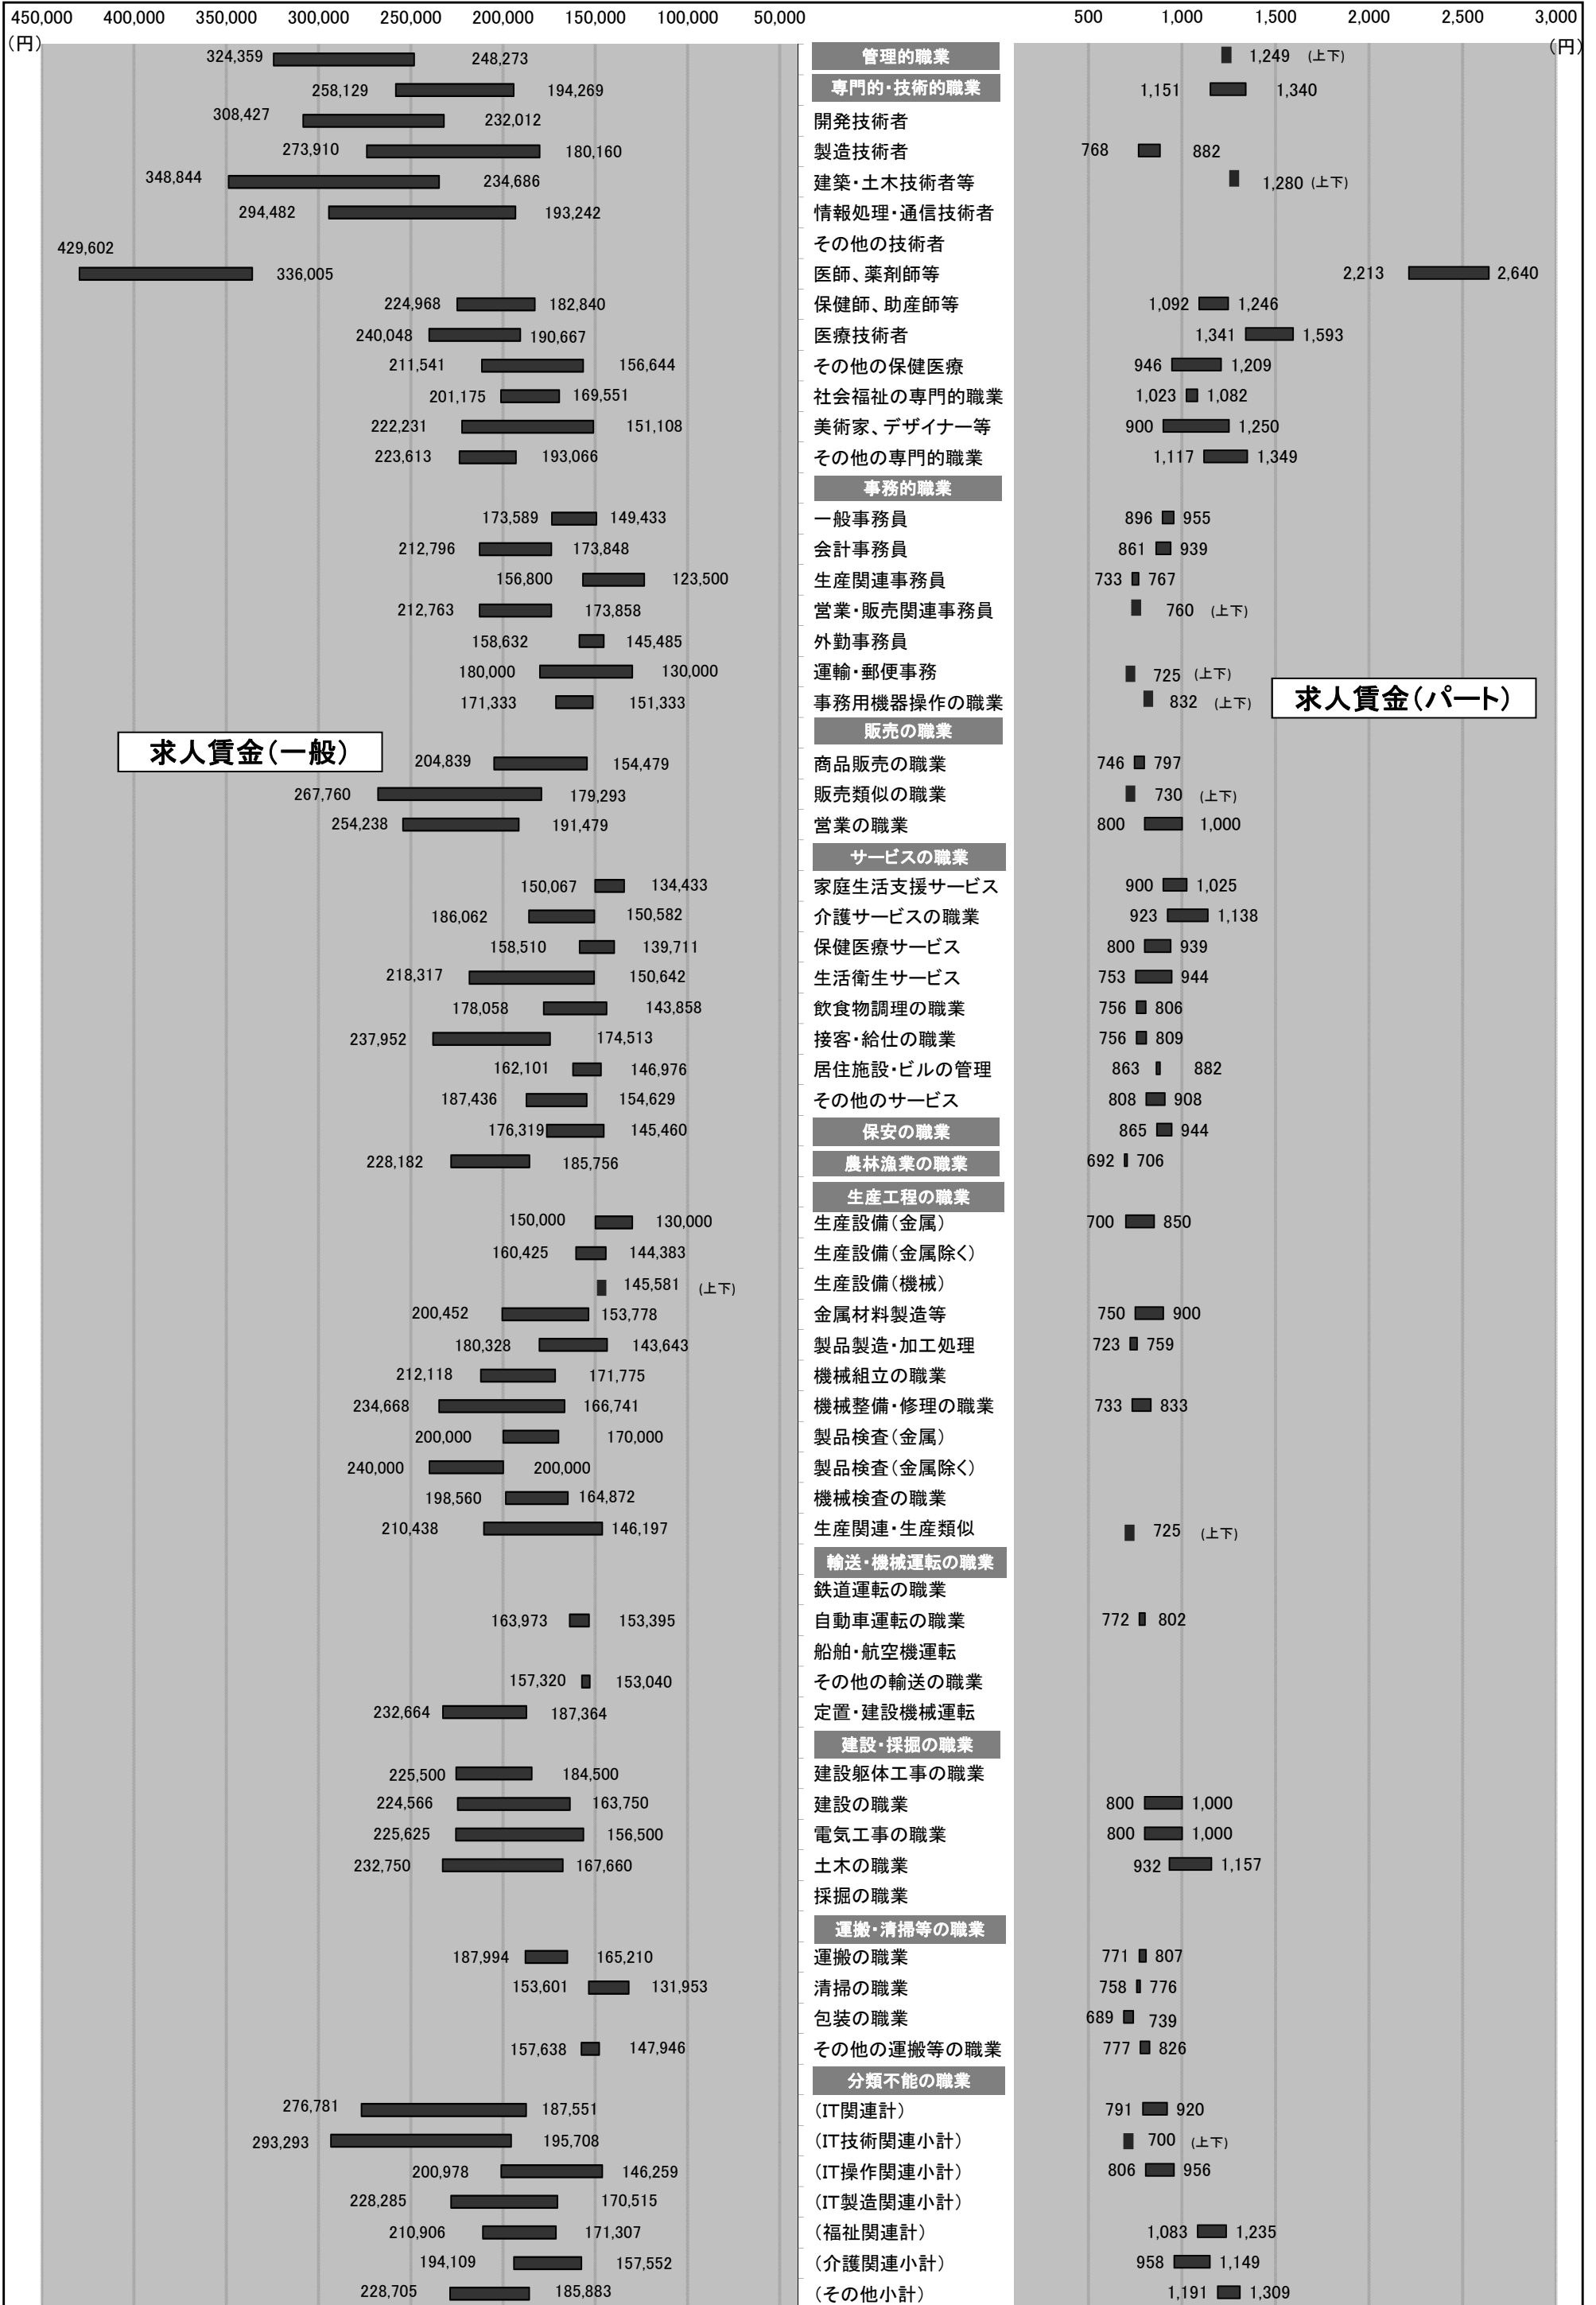 450,000 400,000 350,000 300,000 250,000 200,000 150,000 100,000 50,000 500 1,000 1,500 2,000 2,500 3,000
(円) (円)
324,359 248,273 管理的職業 1,249 (上下)
258,129 194,269 専門的・技術的職業 1,151 1,340
308,427 232,012 開発技術者
273,910 180,160 製造技術者 768 882
348,844 234,686 建築・土木技術者等 1,280 (上下)
294,482 193,242 情報処理・通信技術者
その他の技術者
429,602 336,005 医師、薬剤師等 2,213 2,640
224,968 182,840 保健師、助産師等 1,092 1,246
240,048 190,667 医療技術者 1,341 1,593
211,541 156,644 その他の保健医療 946 1,209
201,175 169,551 社会福祉の専門的職業 1,023 1,082
222,231 151,108 美術家、デザイナー等 900 1,250
223,613 193,066 その他の専門的職業 1,117 1,349
事務的職業
173,589 149,433 一般事務員 896 955
212,796 173,848 会計事務員 861 939
156,800 123,500 生産関連事務員 733 767
212,763 173,858 営業・販売関連事務員 760 (上下)
158,632 145,485 外勤事務員
180,000 130,000 運輸・郵便事務 725 (上下)
171,333 151,333 事務用機器操作の職業 832 (上下)
求人賃金(パート)
販売の職業
求人賃金(一般)
204,839 154,479 商品販売の職業 746 797
267,760 179,293 販売類似の職業 730 (上下)
254,238 191,479 営業の職業 800 1,000
サービスの職業
150,067 134,433 家庭生活支援サービス 900 1,025
186,062 150,582 介護サービスの職業 923 1,138
158,510 139,711 保健医療サービス 800 939
218,317 150,642 生活衛生サービス 753 944
178,058 143,858 飲食物調理の職業 756 806
237,952 174,513 接客・給仕の職業 756 809
162,101 146,976 居住施設・ビルの管理 863 882
187,436 154,629 その他のサービス 808 908
176,319 145,460 保安の職業 865 944
228,182 185,756 農林漁業の職業 692 706
生産工程の職業
150,000 130,000 生産設備(金属) 700 850
160,425 144,383 生産設備(金属除く)
145,581 (上下) 生産設備(機械)
200,452 153,778 金属材料製造等 750 900
180,328 143,643 製品製造・加工処理 723 759
212,118 171,775 機械組立の職業
234,668 166,741 機械整備・修理の職業 733 833
200,000 170,000 製品検査(金属)
240,000 200,000 製品検査(金属除く)
198,560 164,872 機械検査の職業
210,438 146,197 生産関連・生産類似 725 (上下)
輸送・機械運転の職業
鉄道運転の職業
163,973 153,395 自動車運転の職業 772 802
船舶・航空機運転
157,320 153,040 その他の輸送の職業
232,664 187,364 定置・建設機械運転
建設・採掘の職業
225,500 184,500 建設躯体工事の職業
224,566 163,750 建設の職業 800 1,000
225,625 156,500 電気工事の職業 800 1,000
232,750 167,660 土木の職業 932 1,157
採掘の職業
運搬・清掃等の職業
187,994 165,210 運搬の職業 771 807
153,601 131,953 清掃の職業 758 776
包装の職業 689 739
157,638 147,946 その他の運搬等の職業 777 826
分類不能の職業
276,781 187,551 (IT関連計) 791 920
293,293 195,708 (IT技術関連小計) 700 (上下)
200,978 146,259 (IT操作関連小計) 806 956
228,285 170,515 (IT製造関連小計)
210,906 171,307 (福祉関連計) 1,083 1,235
194,109 157,552 (介護関連小計) 958 1,149
228,705 185,883 (その他小計) 1,191 1,309